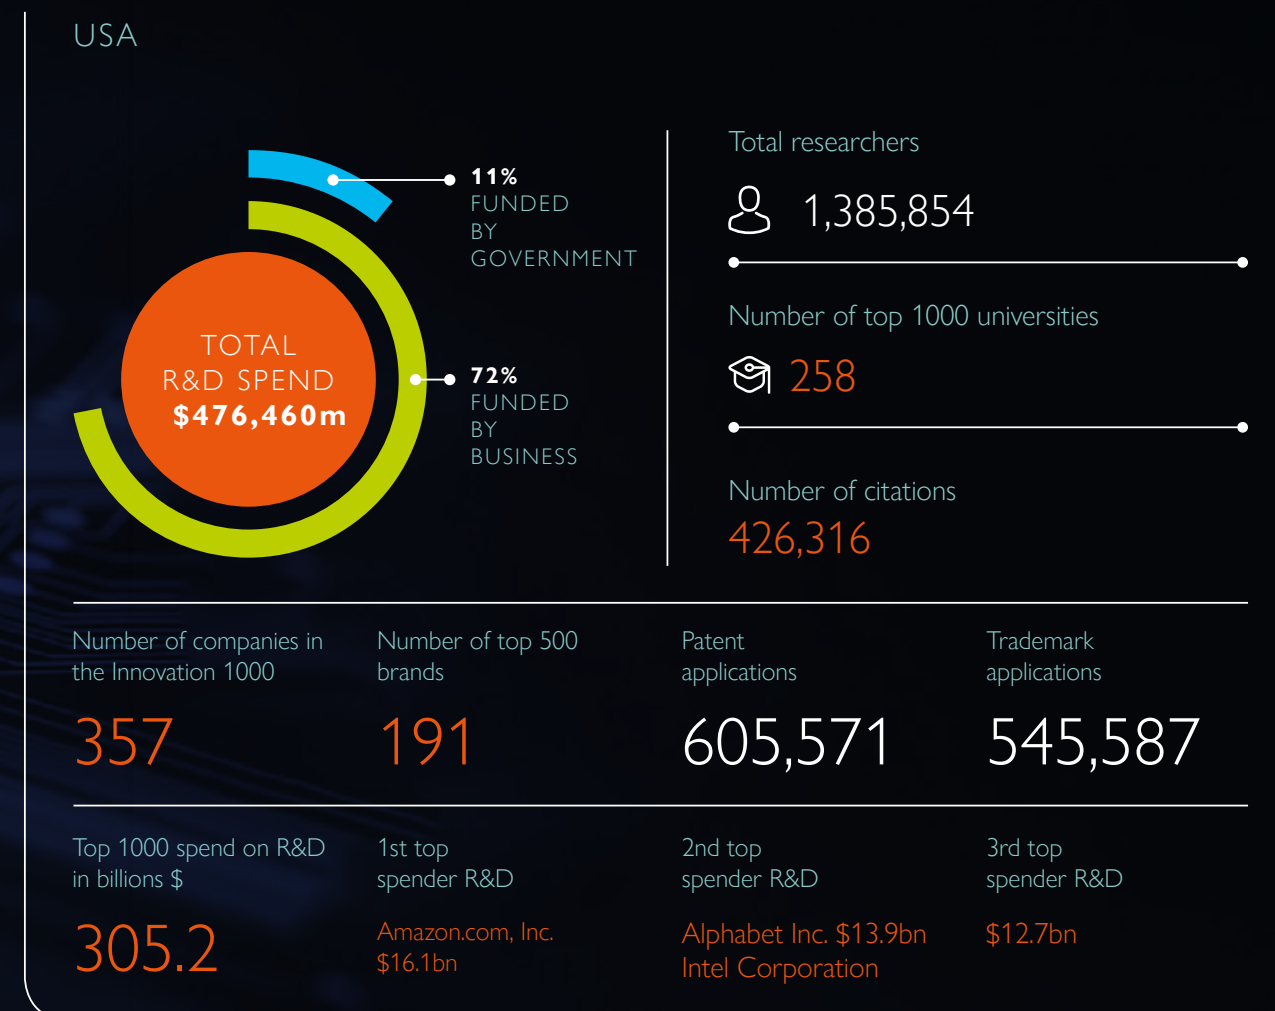 USA
11%
FUNDED
BY
GOVERNMENT
TOTAL
R&D SPEND
$476,460m
72%
FUNDED
BY
BUSINESS
Total researchers
1,385,854
Number of top 1000 universities
258
Number of citations
426,316
Number of companies in
the Innovation 1000
357
Number of top 500
brands
191
Patent
applications
605,571
Trademark
applications
545,587
Top 1000 spend on R&D
in billions $
305.2
1st top
spender R&D
Amazon.com, Inc.
$16.1bn
2nd top
spender R&D
Alphabet Inc. $13.9bn
Intel Corporation
3rd top
spender R&D
$12.7bn